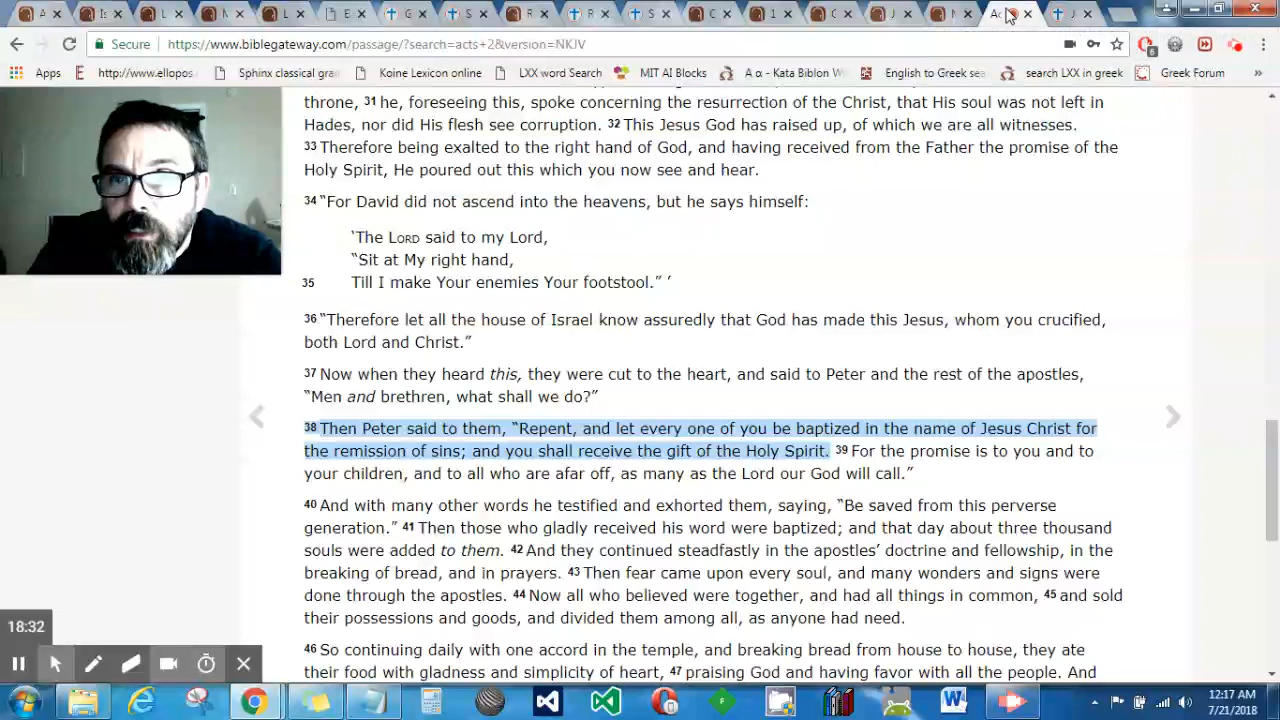 A
Is
L
N
L
E
G
R
R
S
C
1
J
N
Ac
J
Secure
https://www.biblegateway.com/passage/?search=acts+2&version=NKJV
6
Apps
http://www.ellopos.
Sphinx classical gra
Koine Lexicon online
LXX word Search
MIT AI Blocks
Α α - Kata Biblon W
English to Greek sea
search LXX in greek
Greek Forum
»
throne, 31 he, foreseeing this, spoke concerning the resurrection of the Christ, that His soul was not left in
Hades, nor did His flesh see corruption. 32 This Jesus God has raised up, of which we are all witnesses.
33 Therefore being exalted to the right hand of God, and having received from the Father the promise of the
Holy Spirit, He poured out this which you now see and hear.
34 “For David did not ascend into the heavens, but he says himself:
‘The LORD said to my Lord,
“Sit at My right hand,
35 Till I make Your enemies Your footstool.” ’
36 “Therefore let all the house of Israel know assuredly that God has made this Jesus, whom you crucified,
both Lord and Christ.”
37 Now when they heard this, they were cut to the heart, and said to Peter and the rest of the apostles,
“Men and brethren, what shall we do?”
38 Then Peter said to them, “Repent, and let every one of you be baptized in the name of Jesus Christ for
the remission of sins; and you shall receive the gift of the Holy Spirit. 39 For the promise is to you and to
your children, and to all who are afar off, as many as the Lord our God will call.”
40 And with many other words he testified and exhorted them, saying, “Be saved from this perverse
generation.” 41 Then those who gladly received his word were baptized; and that day about three thousand
souls were added to them. 42 And they continued steadfastly in the apostles’ doctrine and fellowship, in the
breaking of bread, and in prayers. 43 Then fear came upon every soul, and many wonders and signs were
done through the apostles. 44 Now all who believed were together, and had all things in common, 45 and sold
their possessions and goods, and divided them among all, as anyone had need.
46 So continuing daily with one accord in the temple, and breaking bread from house to house, they ate
their food with gladness and simplicity of heart, 47 praising God and having favor with all the people. And
18:32
12:17 AM
7/21/2018